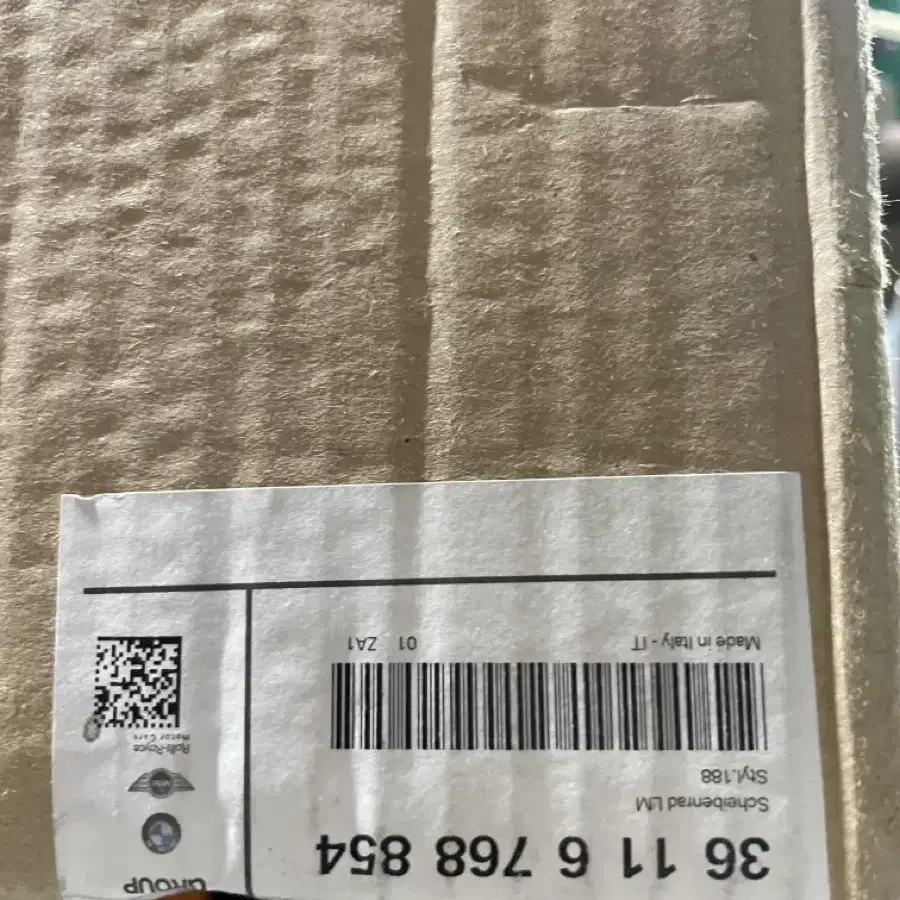 GROUP
36 11 6 768 854
Scheibenrad LM
Styl.188
Made in Italy - IT 01 ZA1
Rolls-Royce
Motor Cars